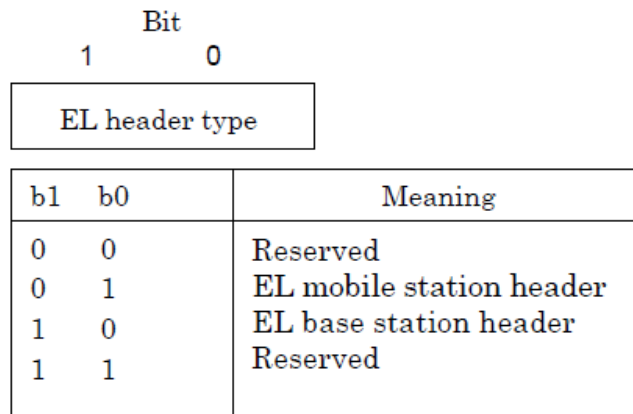 Bit
1 0
EL header type
b1 b0 Meaning
0 0 Reserved
0 1 EL mobile station header
1 0 EL base station header
1 1 Reserved